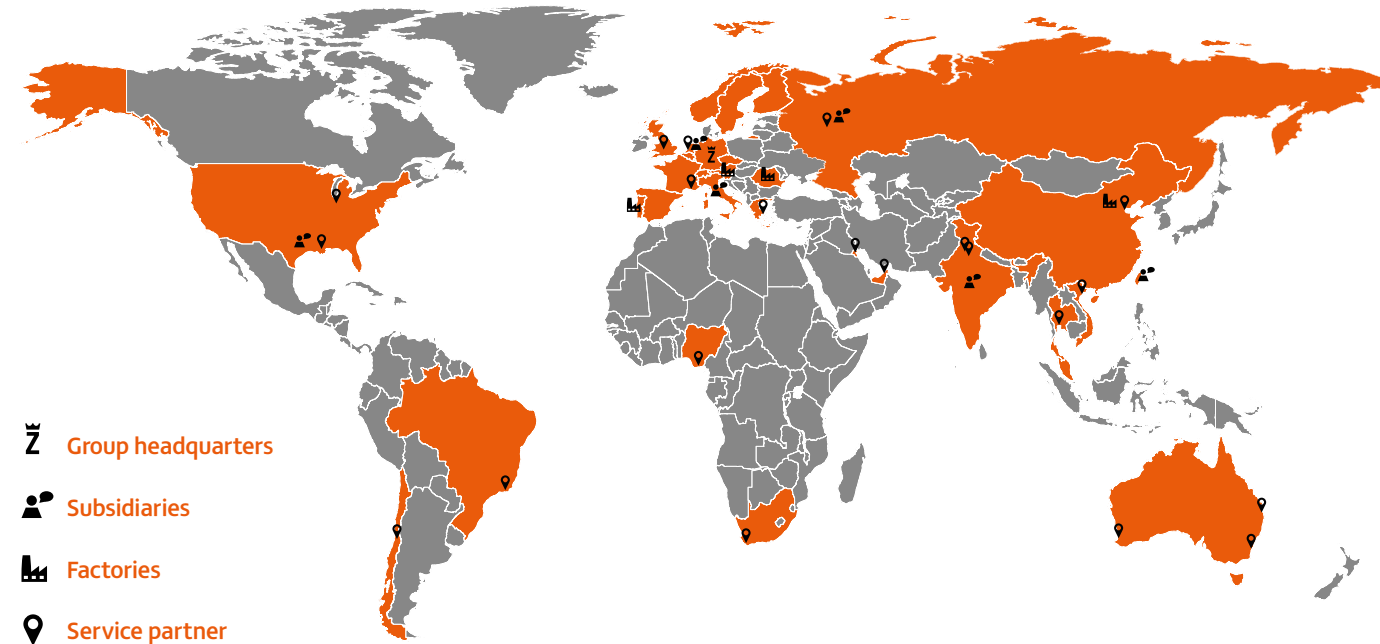 Ž Group headquarters
Subsidiaries
Factories
Service partner
Ž